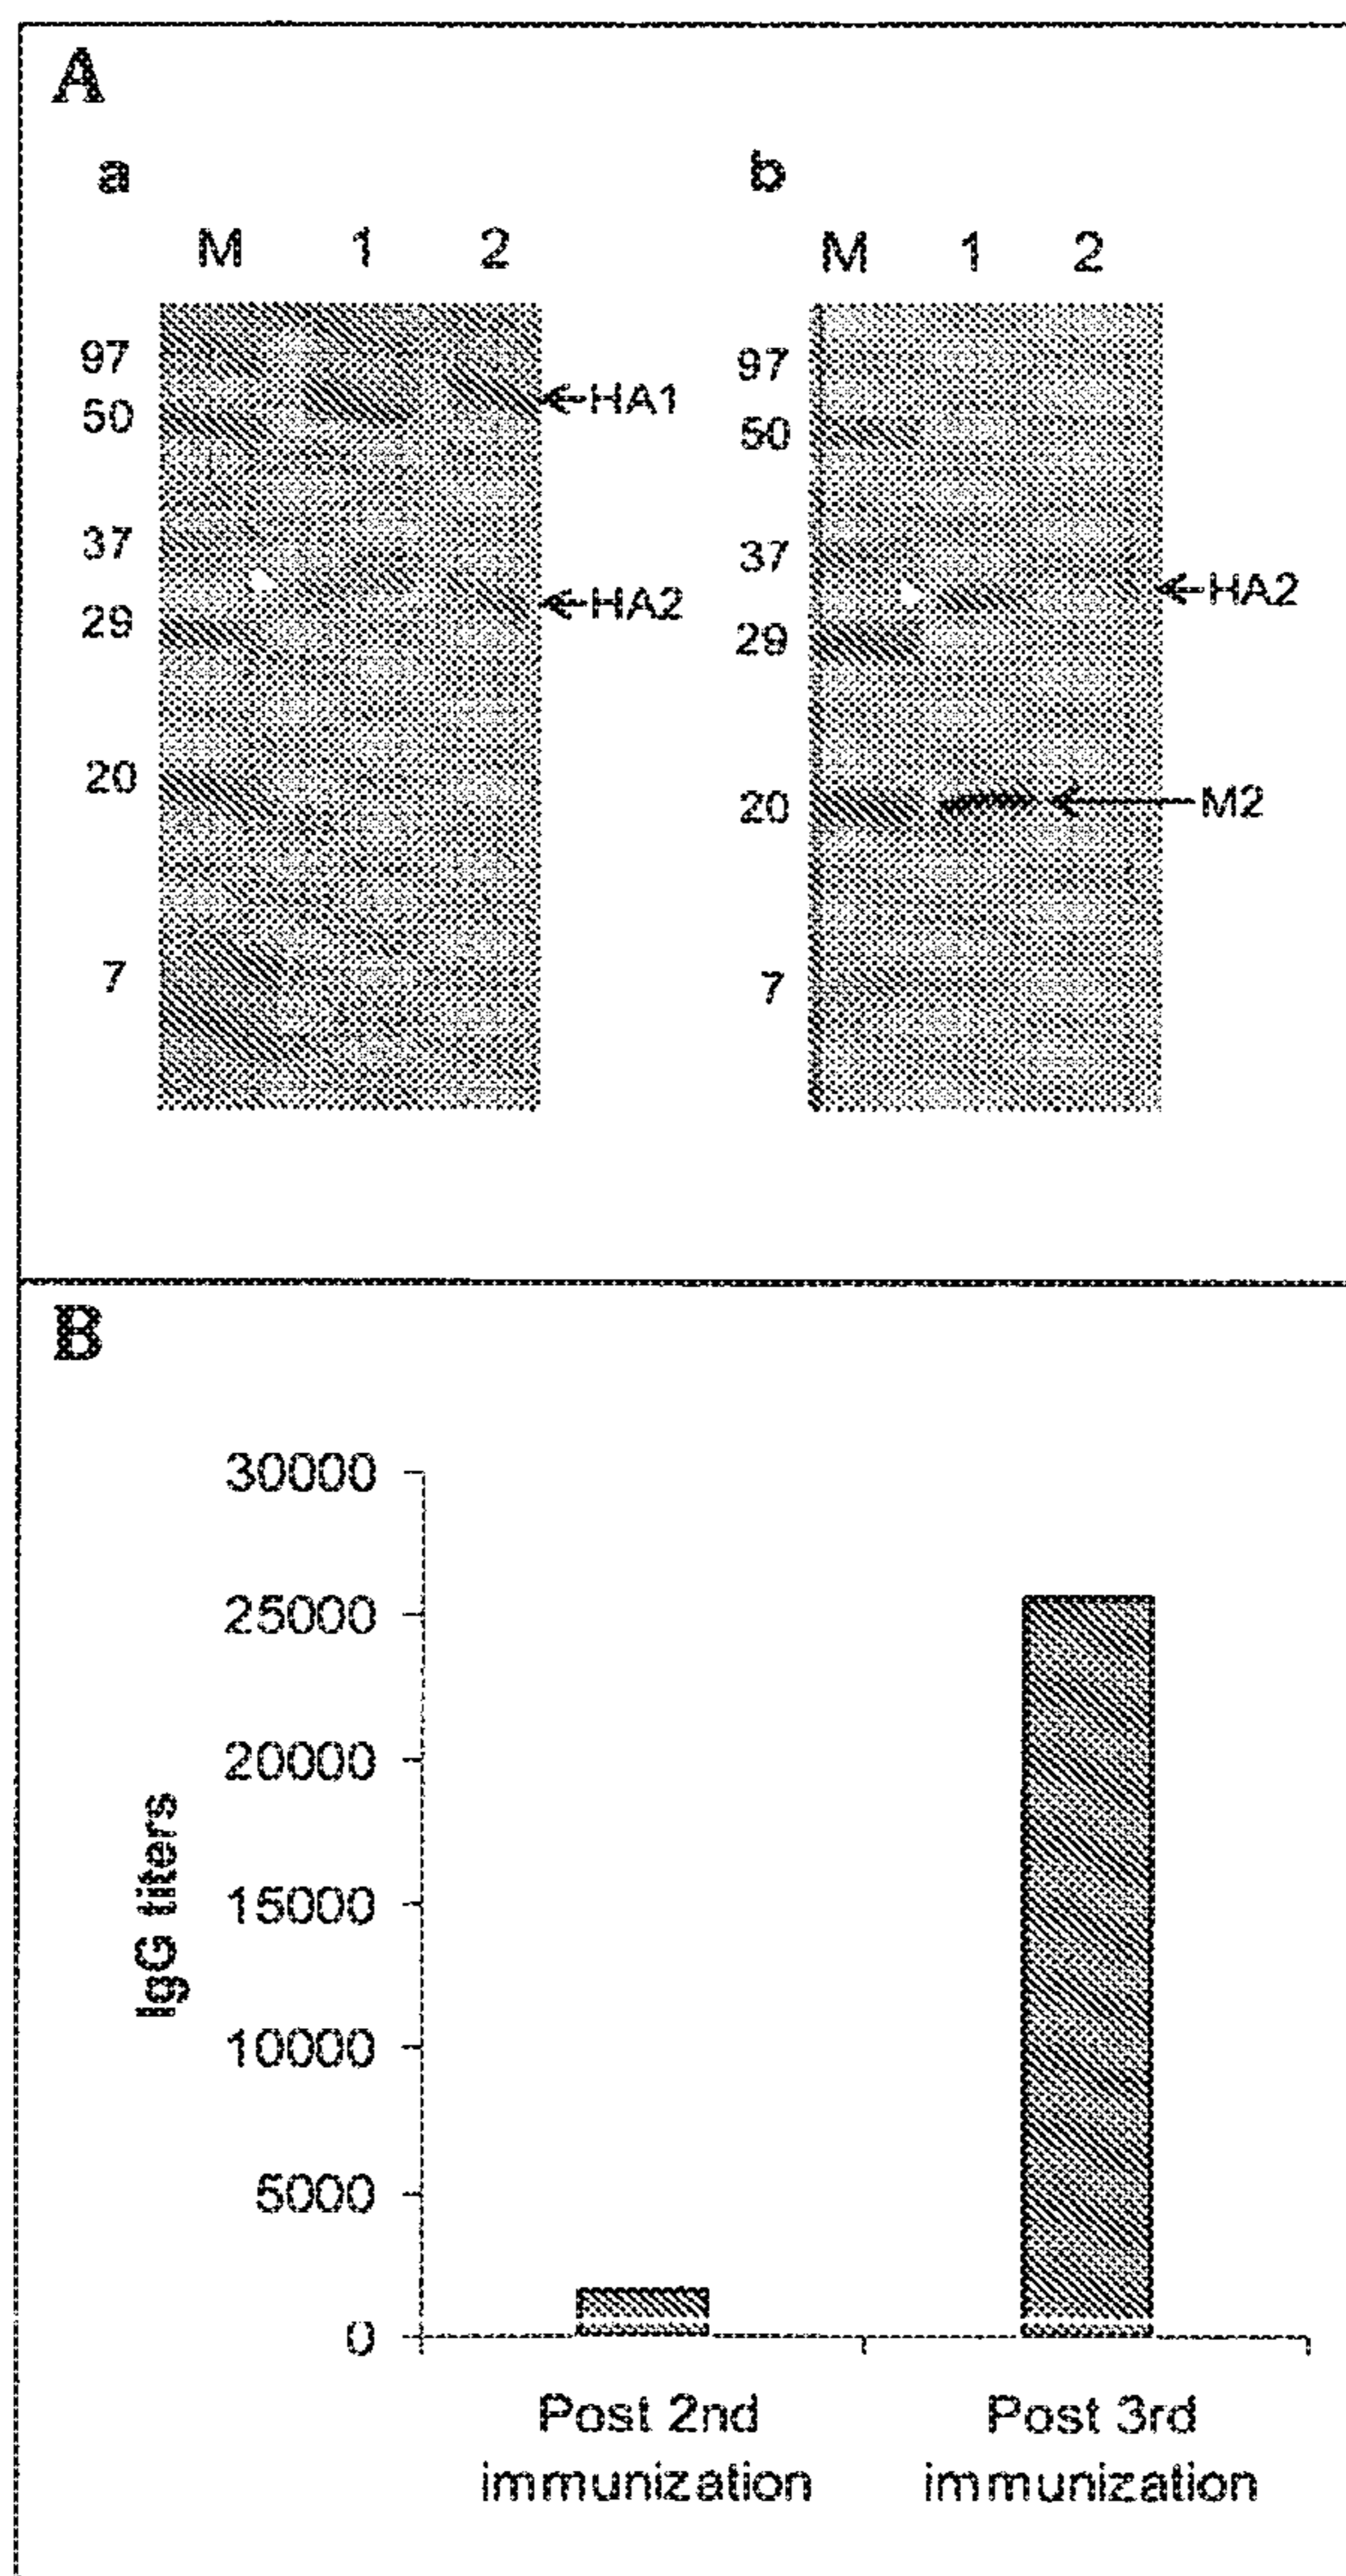 A
a
M 1 2
97
50
37
29
20
7
HA1
HA2
b
M 1 2
97
50
37
29
20
7
HA2
M2
B
IgG titers
30000
25000
20000
15000
10000
5000
0
Post 2nd
immunization
Post 3rd
immunization